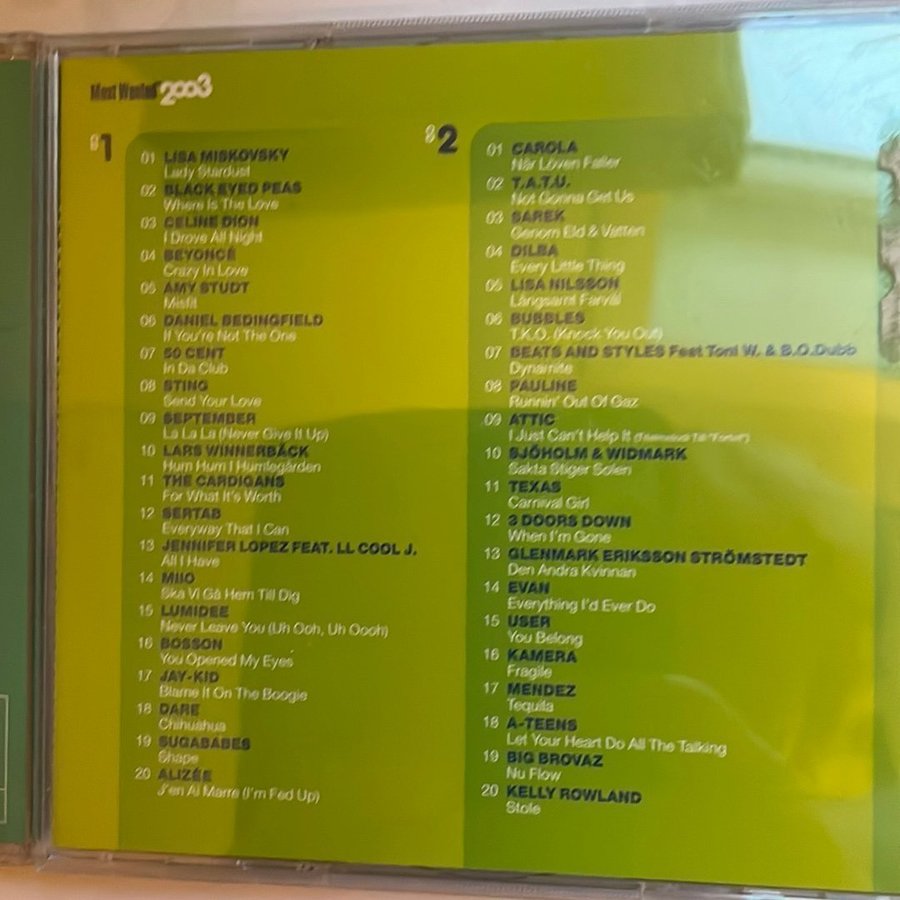 Most Wanted 2003
1
01 LISA MISKOVSKY
Lady Stardust
02 BLACK EYED PEAS
Where Is The Love
03 CELINE DION
I Drove All Night
04 BEYONCÉ
Crazy In Love
05 AMY STUDT
Misfit
06 DANIEL BEDINGFIELD
If You're Not The One
07 50 CENT
In Da Club
08 STING
Send Your Love
09 SEPTEMBER
La La La (Never Give It Up)
10 LARS WINNERBÄCK
Hum Hum I Humlegården
11 THE CARDIGANS
For What It's Worth
12 SERTAB
Everyway That I Can
13 JENNIFER LOPEZ FEAT. LL COOL J.
All I Have
14 MIIO
Ska Vi Gå Hem Till Dig
15 LUMIDEE
Never Leave You (Uh Ooh, Uh Oooh)
16 BOSSON
You Opened My Eyes
17 JAY-KID
Blame It On The Boogie
18 DARE
Chihuahua
19 SUGABABES
Shape
20 ALIZÉE
J'en Ai Marre (I'm Fed Up)
2
01 CAROLA
När Löven Faller
02 T.A.T.U.
Not Gonna Get Us
03 SAREK
Genom Eld & Vatten
04 DILBA
Every Little Thing
05 LISA NILSSON
Långsamt Farväl
06 BUBBLES
T.K.O. (Knock You Out)
07 BEATS AND STYLES Feat Toni W. & B.O.Dubb
Dynamite
08 PAULINE
Runnin' Out Of Gaz
09 ATTIC
I Just Can't Help It
10 SJÖHOLM & WIDMARK
Sakta Stiger Solen
11 TEXAS
Carnival Girl
12 3 DOORS DOWN
When I'm Gone
13 GLENMARK ERIKSSON STRÖMSTEDT
Den Andra Kvinnan
14 EVAN
Everything I'd Ever Do
15 USER
You Belong
16 KAMERA
Fragile
17 MENDEZ
Tequila
18 A-TEENS
Let Your Heart Do All The Talking
19 BIG BROVAZ
Nu Flow
20 KELLY ROWLAND
Stole